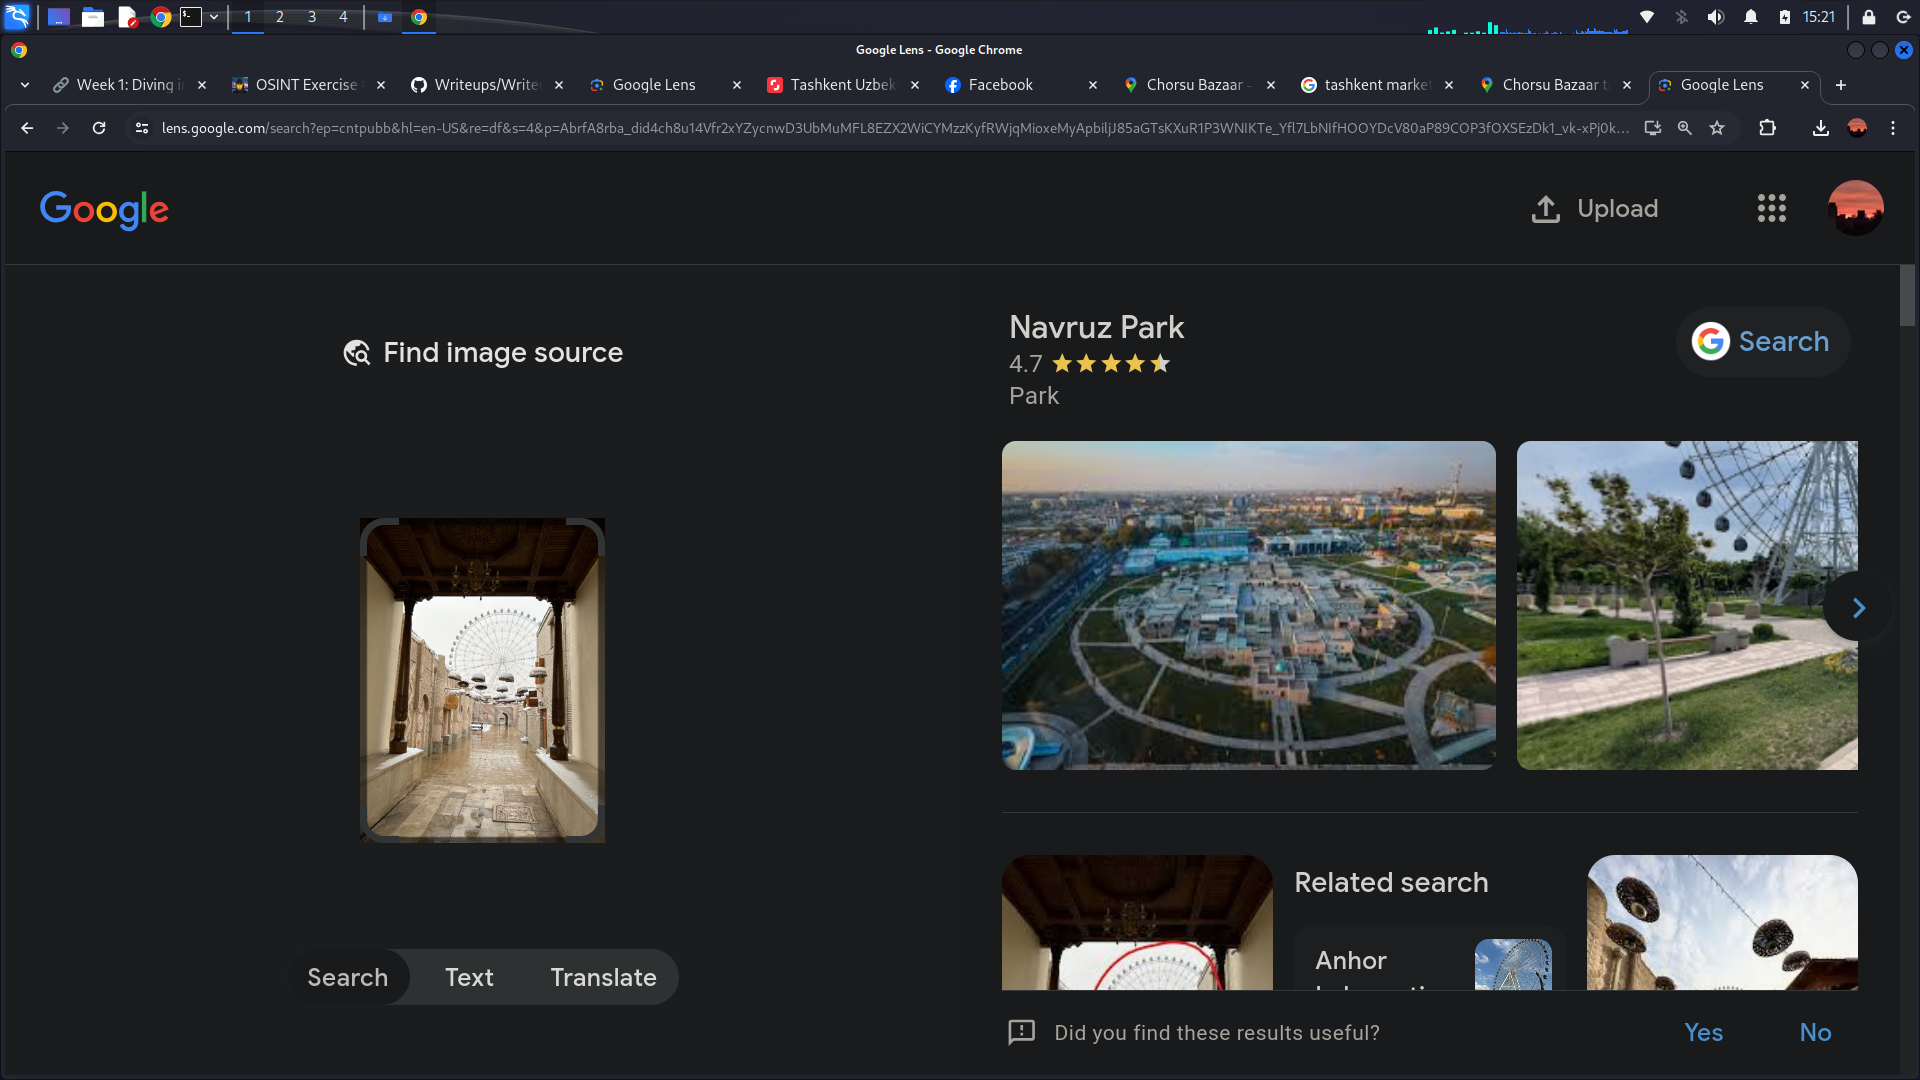 1 2 3 4 15:21
Google Lens - Google Chrome
Week 1: Diving i
OSINT Exercise
Writeups/Write
Google Lens
Tashkent Uzbek
Facebook
Chorsu Bazaar -
tashkent market
Chorsu Bazaar t
Google Lens
lens.google.com/search?ep=cntpubb&hl=en-US&re=df&s=4&p=AbrfA8rba_did4ch8u14Vfr2xYZycnwD3UbMuMFL8EZX2WiCYMzzKyfRWjqMioxeMyApbiljJ85aGTsKXuR1P3WNIKTe_Yfl7LbNIfHOOYDcV80aP89COP3fOXSEzDk1_vk-xPj0k...
Google
Upload
Find image source
Search Text Translate
Navruz Park
4.7
Park
Search
Related search
Anhor
Did you find these results useful?
Yes No